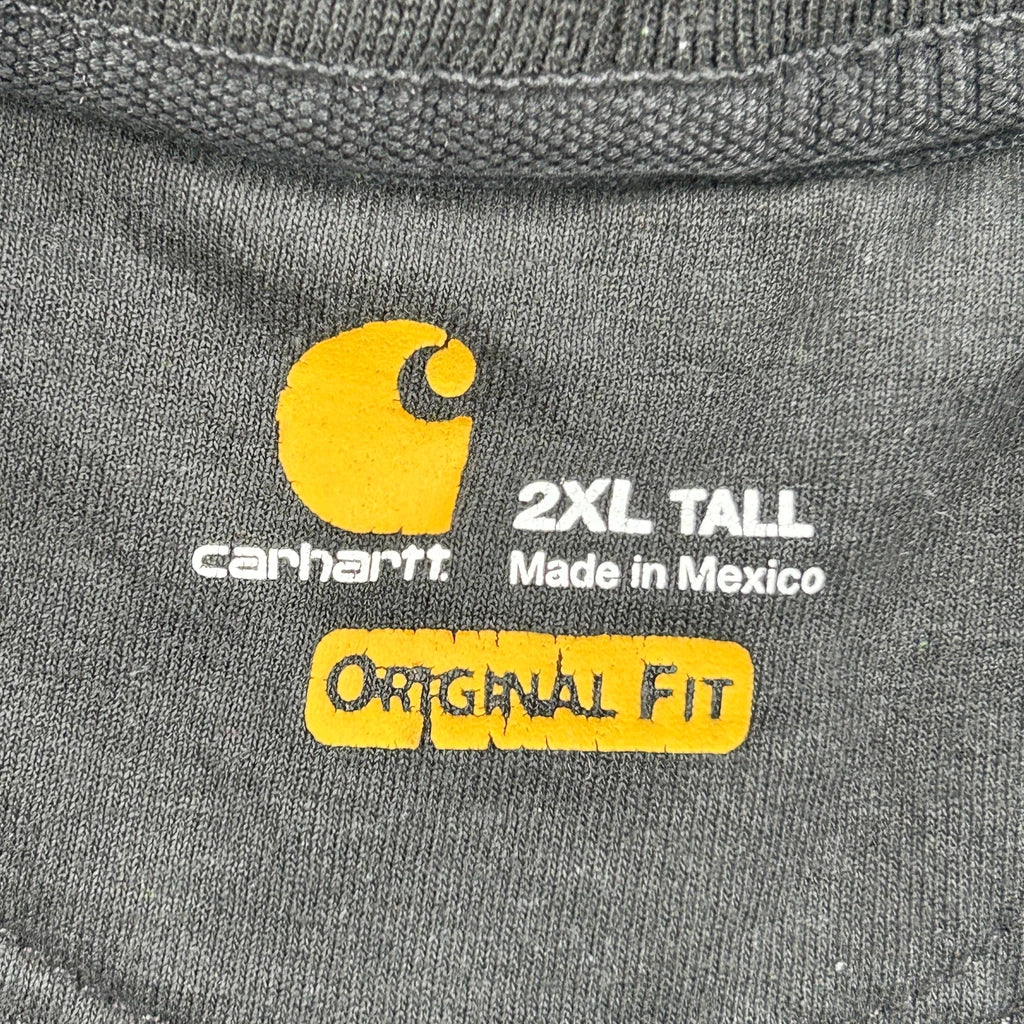 carhartt.
2XL TALL
Made in Mexico
ORIGINAL FIT